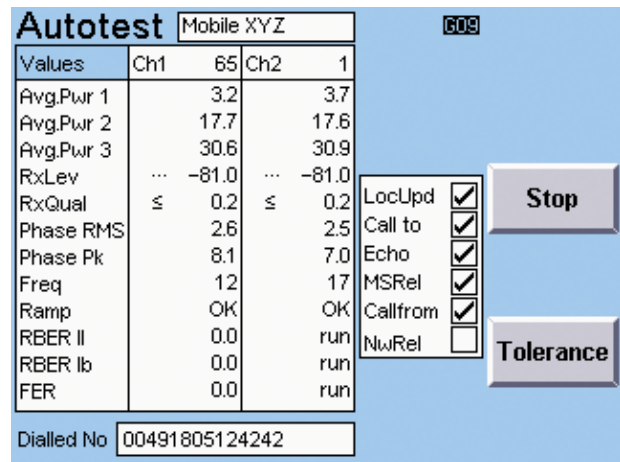 Autotest Mobile XYZ G09
Values Ch1 65 Ch2 1
Avg.Pwr 1 3.2 3.7
Avg.Pwr 2 17.7 17.6
Avg.Pwr 3 30.6 30.9
RxLev ... −81.0 ... −81.0
RxQual ≤ 0.2 ≤ 0.2
Phase RMS 2.6 2.5
Phase Pk 8.1 7.0
Freq 12 17
Ramp OK OK
RBER II 0.0 run
RBER Ib 0.0 run
FER 0.0 run
LocUpd
Call to
Echo
MSRel
Callfrom
NwRel
Stop
Tolerance
Dialled No 00491805124242